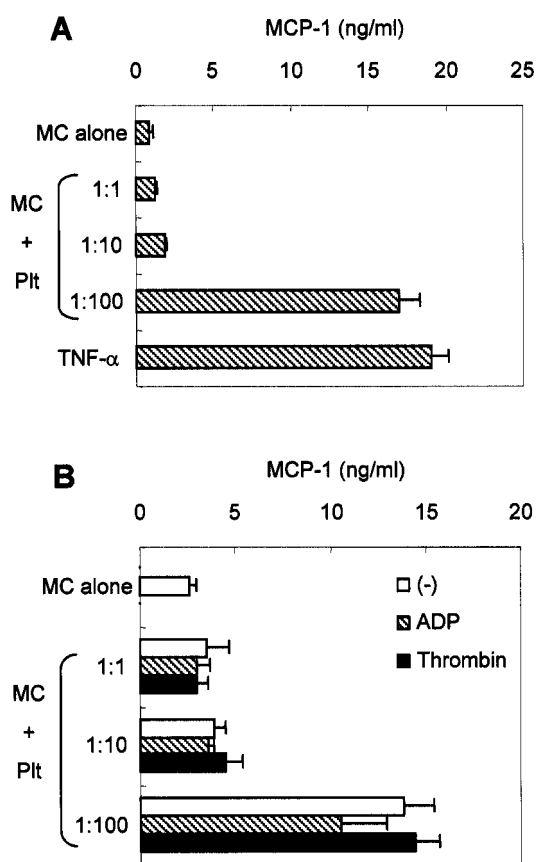 A
MCP-1 (ng/ml)
0 5 10 15 20 25
MC alone
MC + Plt
1:1
1:10
1:100
TNF-α
B
MCP-1 (ng/ml)
0 5 10 15 20
MC alone
(-)
ADP
Thrombin
MC + Plt
1:1
1:10
1:100